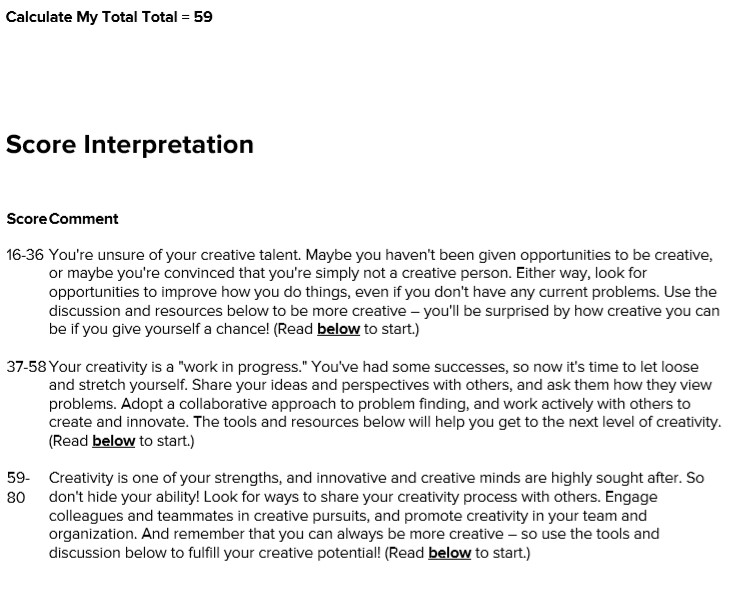 Calculate My Total Total = 59
Score Interpretation
Score Comment
16-36 You're unsure of your creative talent. Maybe you haven't been given opportunities to be creative,
or maybe you're convinced that you're simply not a creative person. Either way, look for
opportunities to improve how you do things, even if you don't have any current problems. Use the
discussion and resources below to be more creative – you'll be surprised by how creative you can
be if you give yourself a chance! (Read below to start.)
37-58 Your creativity is a "work in progress." You've had some successes, so now it's time to let loose
and stretch yourself. Share your ideas and perspectives with others, and ask them how they view
problems. Adopt a collaborative approach to problem finding, and work actively with others to
create and innovate. The tools and resources below will help you get to the next level of creativity.
(Read below to start.)
59- Creativity is one of your strengths, and innovative and creative minds are highly sought after. So
80 don't hide your ability! Look for ways to share your creativity process with others. Engage
colleagues and teammates in creative pursuits, and promote creativity in your team and
organization. And remember that you can always be more creative – so use the tools and
discussion below to fulfill your creative potential! (Read below to start.)